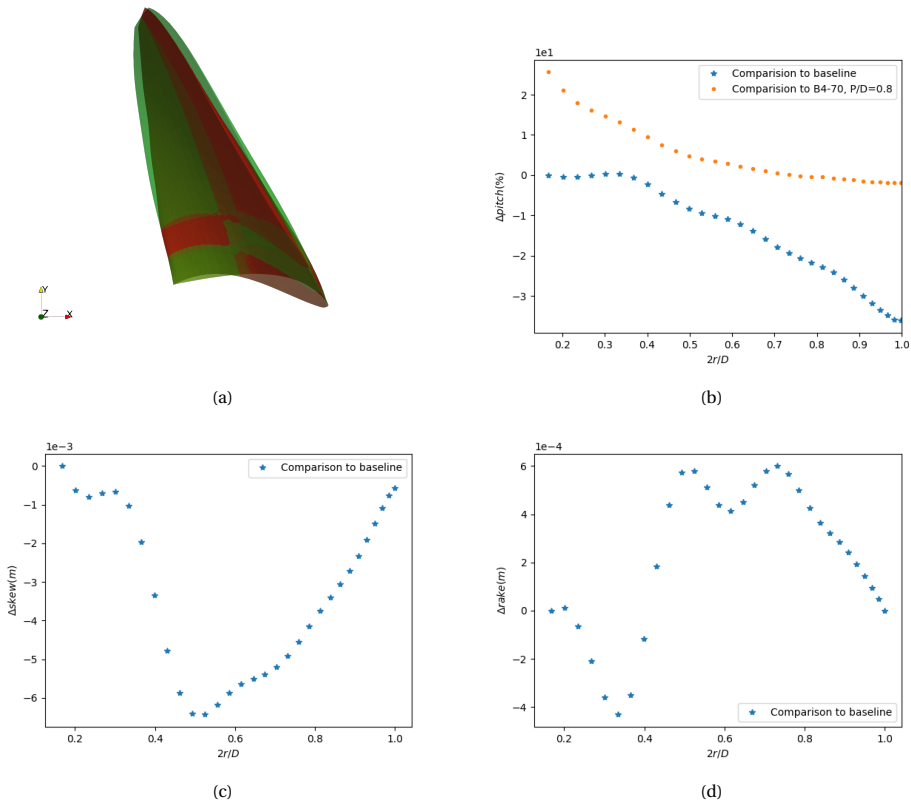 Y
Z
X
(a)
1e1
Comparision to baseline
Comparision to B4-70, P/D=0.8
2
1
0
−1
−2
−3
Δpitch(%)
0.2 0.3 0.4 0.5 0.6 0.7 0.8 0.9 1.0
2r/D
(b)
1e−3
Comparison to baseline
0
−1
−2
−3
−4
−5
−6
Δskew(m)
0.2 0.4 0.6 0.8 1.0
2r/D
(c)
1e−4
6
4
2
0
−2
−4
Δrake(m)
Comparison to baseline
0.2 0.4 0.6 0.8 1.0
2r/D
(d)